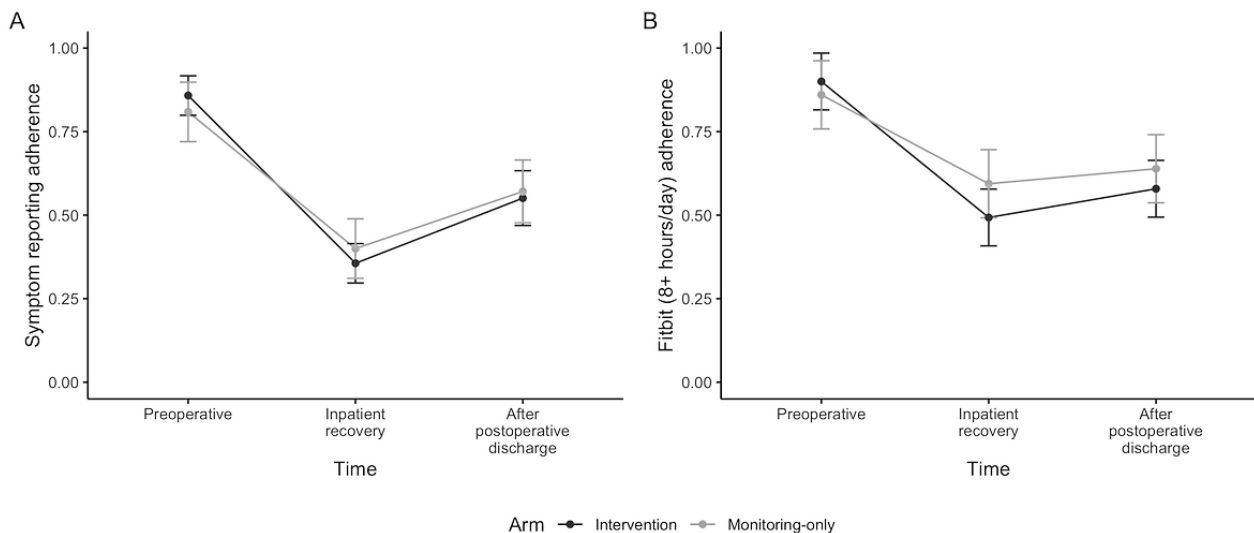 A
Symptom reporting adherence
1.00
0.75
0.50
0.25
0.00
Preoperative
Inpatient
recovery
After
postoperative
discharge
Time
B
Fitbit (8+ hours/day) adherence
1.00
0.75
0.50
0.25
0.00
Preoperative
Inpatient
recovery
After
postoperative
discharge
Time
Arm Intervention Monitoring-only